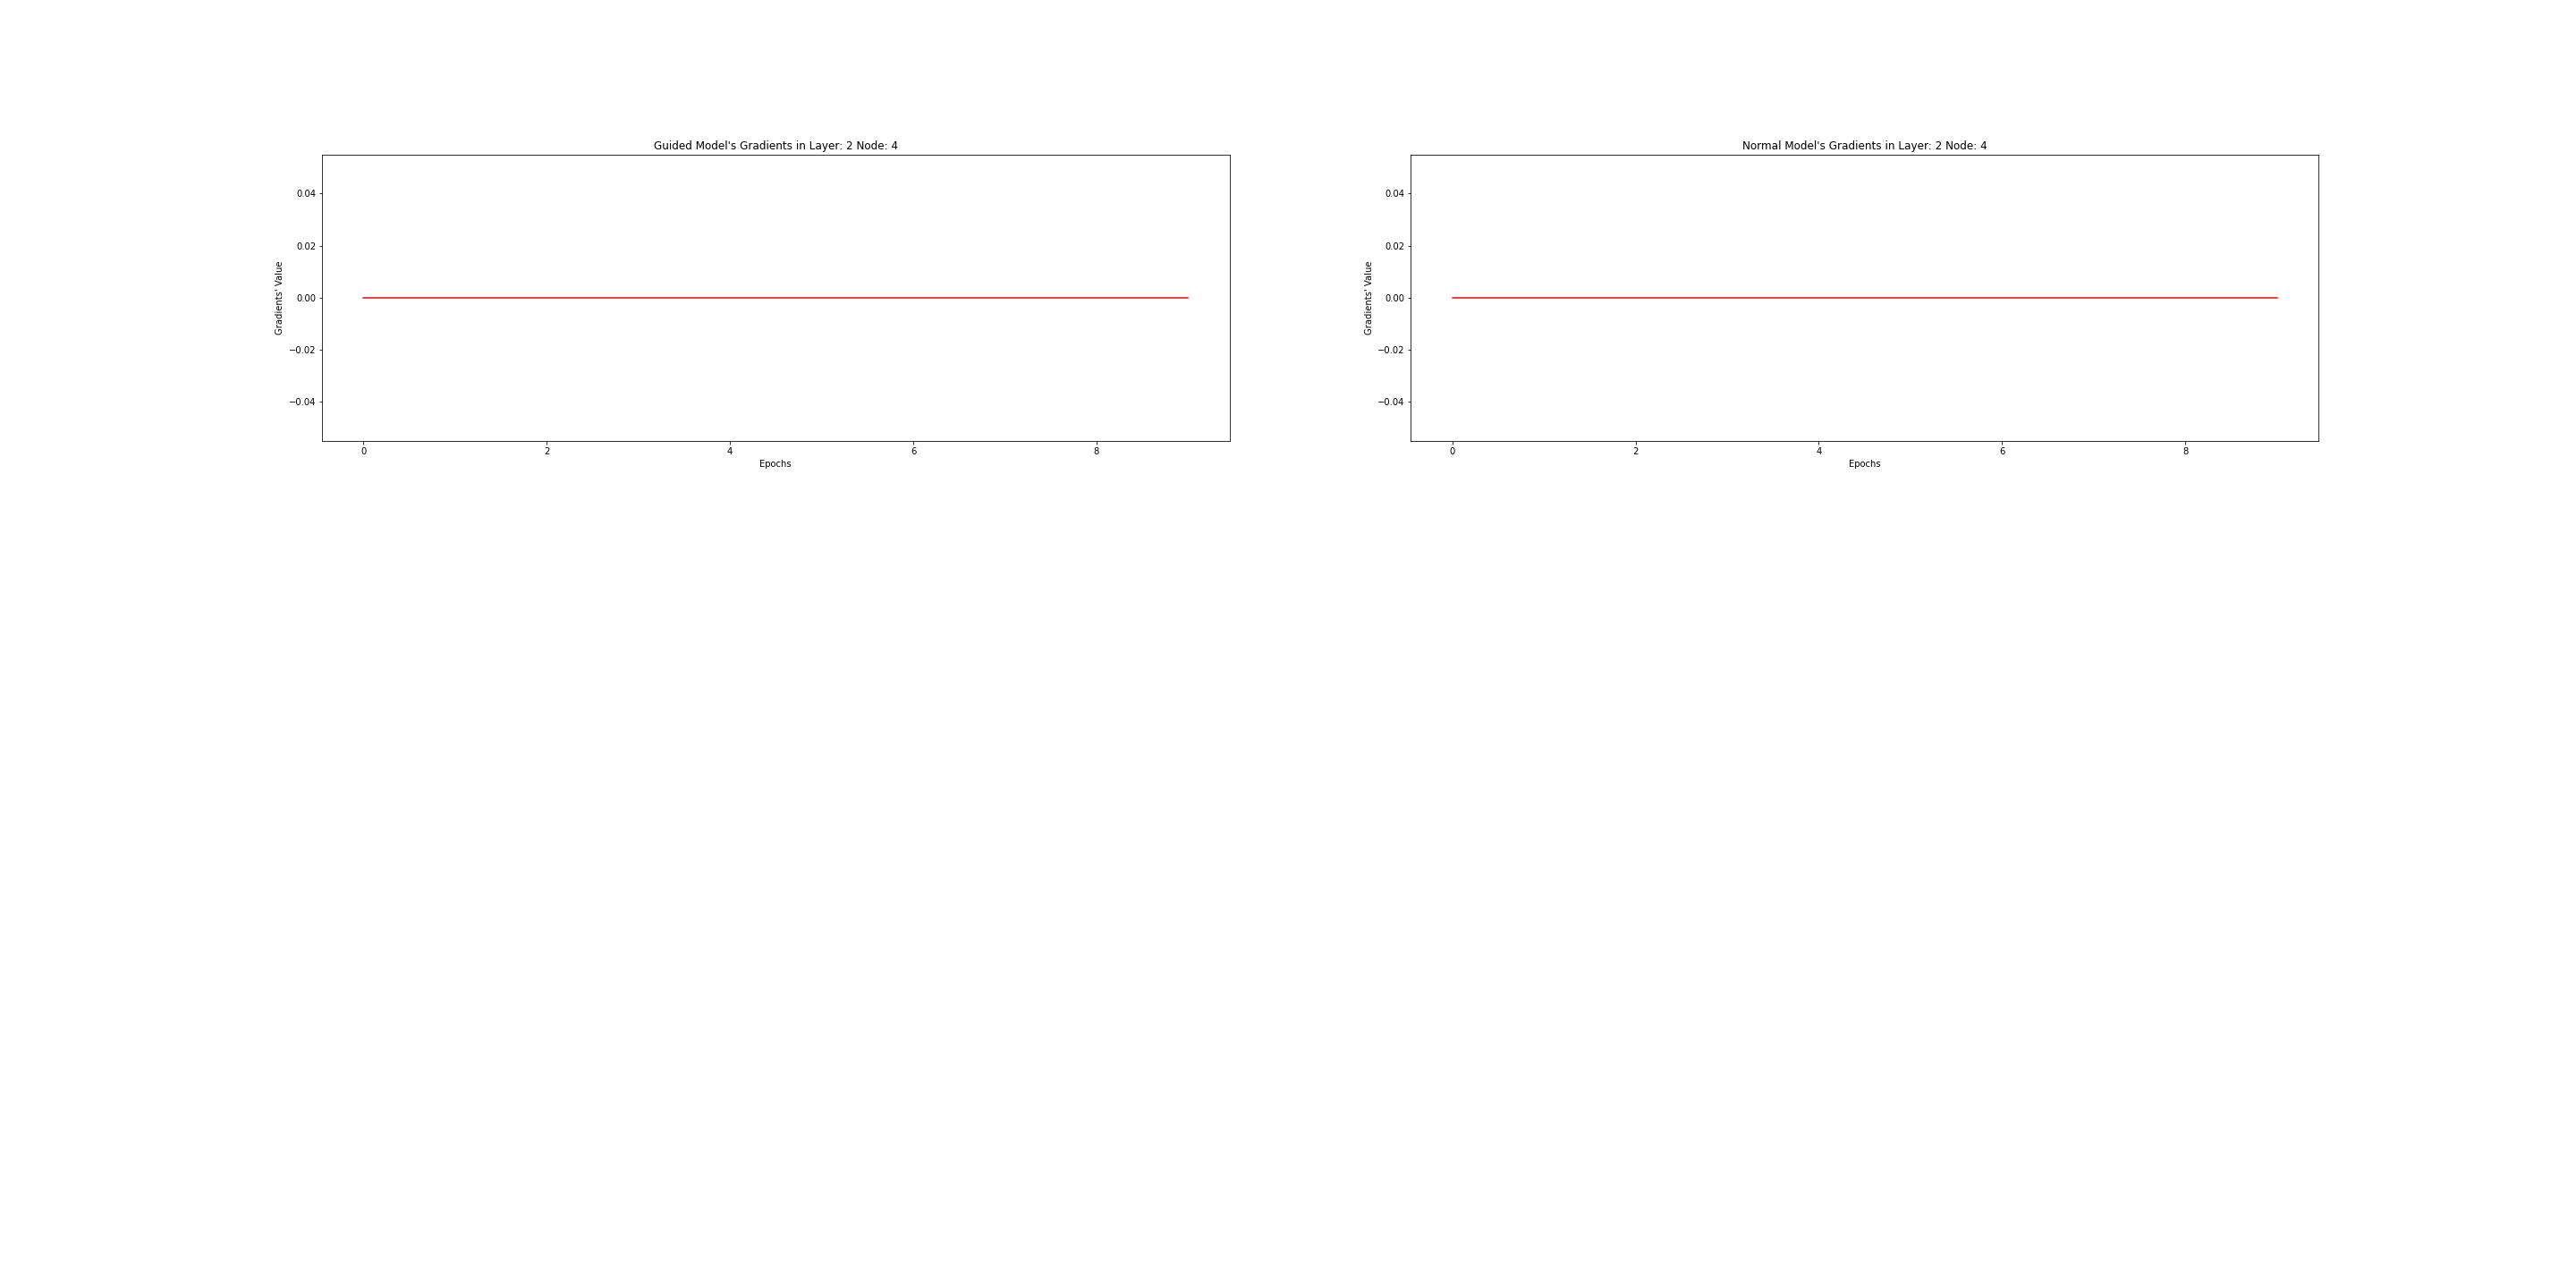 Guided Model's Gradients in Layer: 2 Node: 4
Gradients' Value
0.04
0.02
0.00
−0.02
−0.04
0 2 4 6 8
Epochs
Normal Model's Gradients in Layer: 2 Node: 4
Gradients' Value
0.04
0.02
0.00
−0.02
−0.04
0 2 4 6 8
Epochs